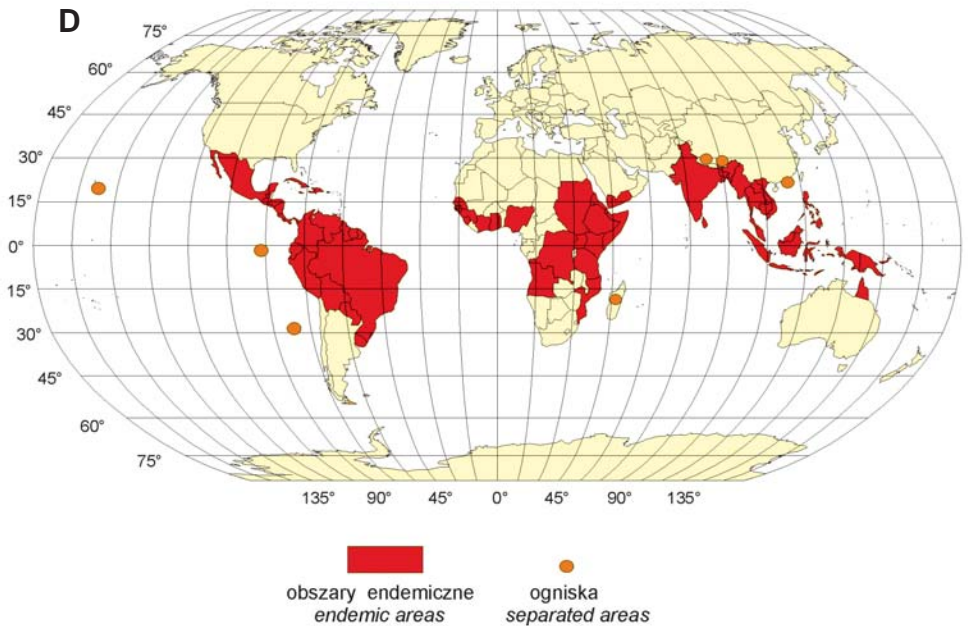 D
75°
60°
45°
30°
15°
0°
15°
30°
45°
60°
75°
135° 90° 45° 0° 45° 90° 135°
obszary endemiczne ogniska
endemic areas separated areas